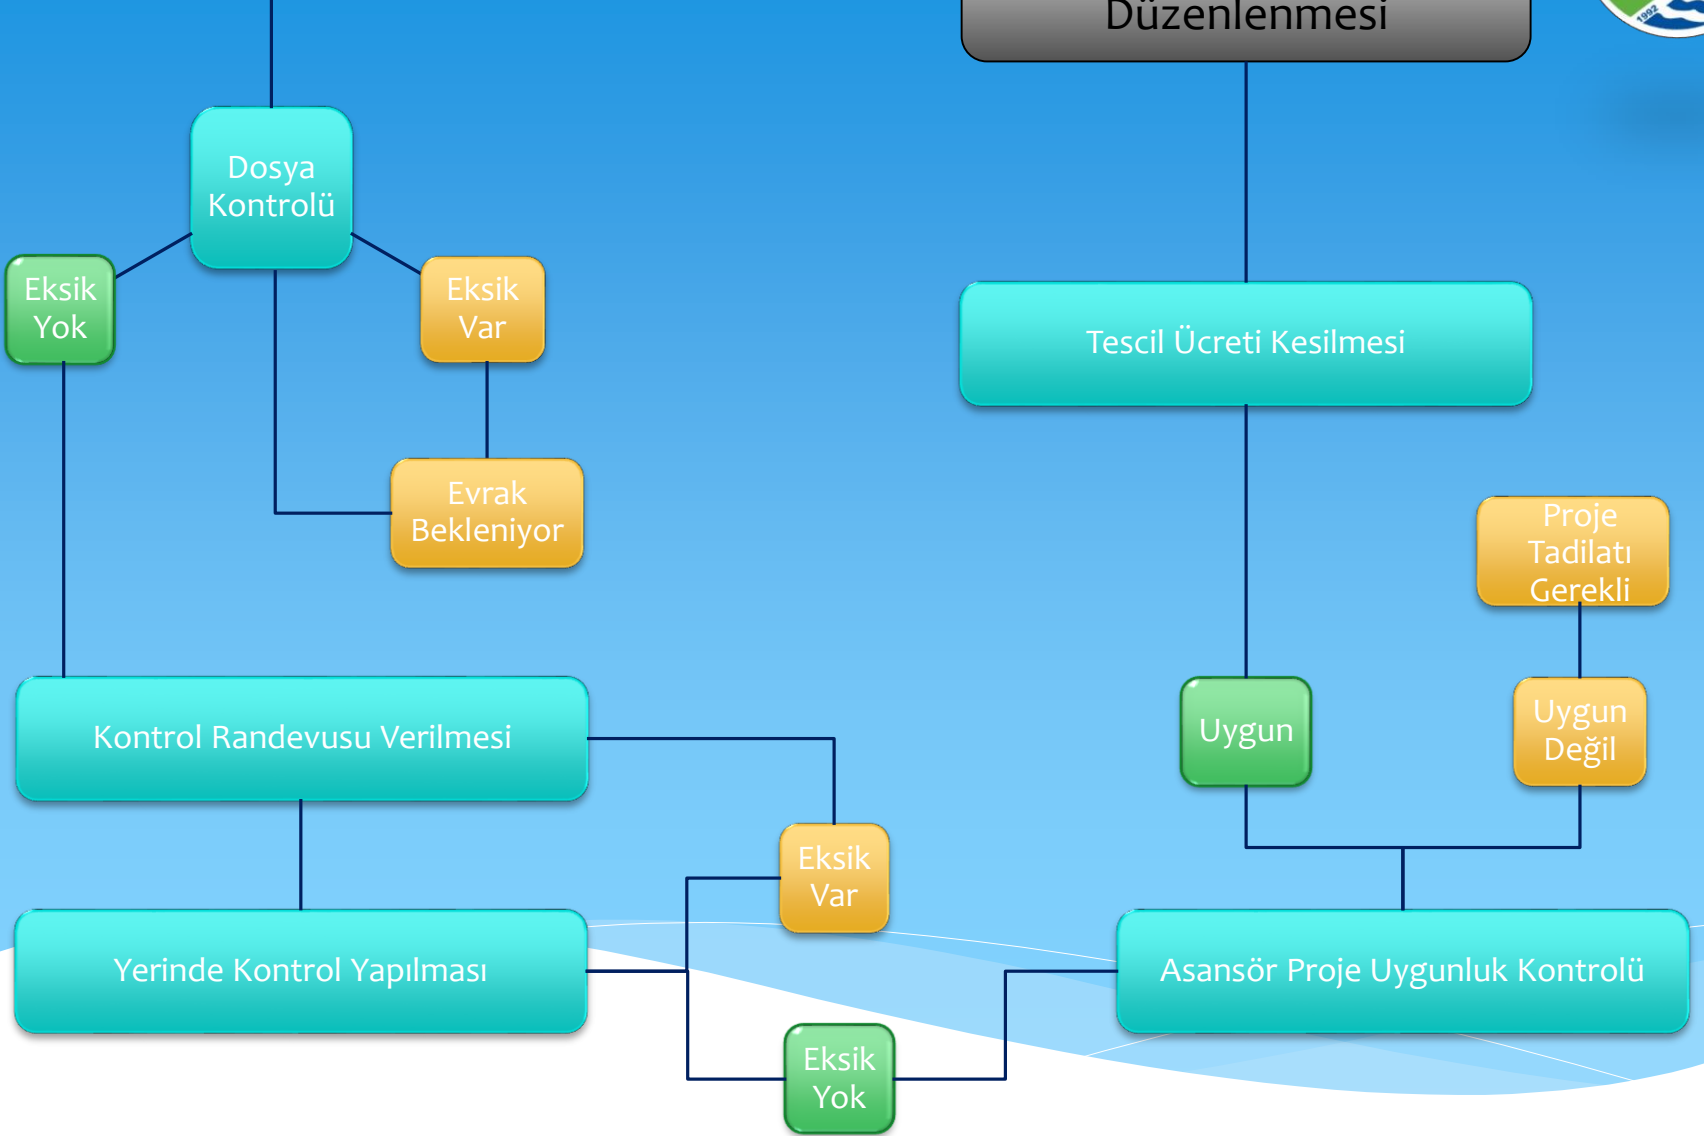 Düzenlenmesi
1992
Dosya
Kontrolü
Eksik
Yok
Eksik
Var
Evrak
Bekleniyor
Tescil Ücreti Kesilmesi
Proje
Tadilatı
Gerekli
Kontrol Randevusu Verilmesi
Uygun
Uygun
Değil
Eksik
Var
Yerinde Kontrol Yapılması
Asansör Proje Uygunluk Kontrolü
Eksik
Yok